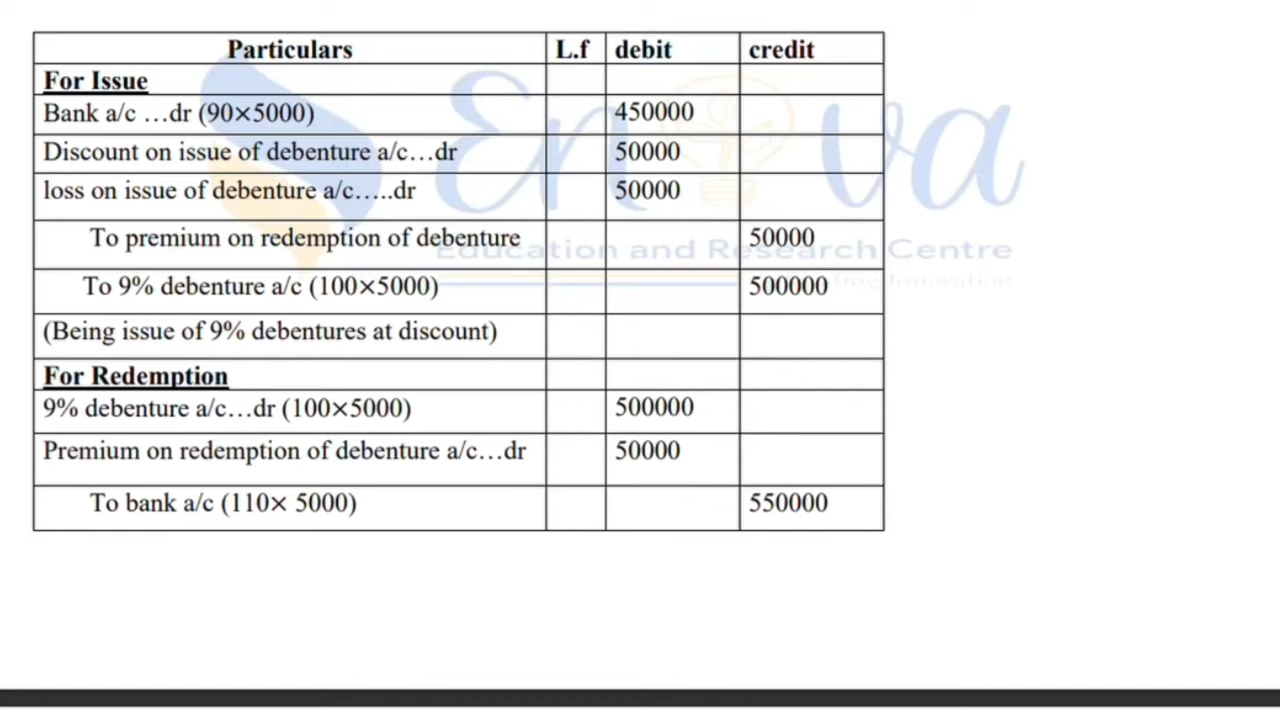 Particulars L.f debit credit
For Issue
Bank a/c …dr (90×5000) 450000
Discount on issue of debenture a/c…dr 50000
loss on issue of debenture a/c…..dr 50000
To premium on redemption of debenture 50000
To 9% debenture a/c (100×5000) 500000
(Being issue of 9% debentures at discount)
For Redemption
9% debenture a/c…dr (100×5000) 500000
Premium on redemption of debenture a/c…dr 50000
To bank a/c (110× 5000) 550000
Enova
Education and Research Centre